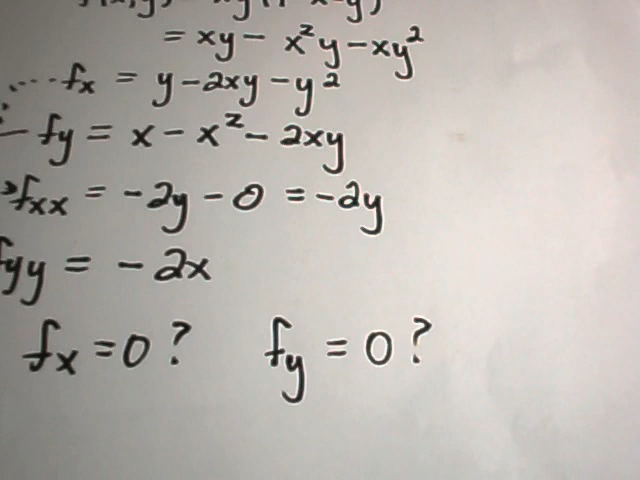 = xy - x²y - xy²
fx = y - 2xy - y²
fy = x - x² - 2xy
fxx = -2y - 0 = -2y
fyy = -2x
fx = 0? fy = 0?